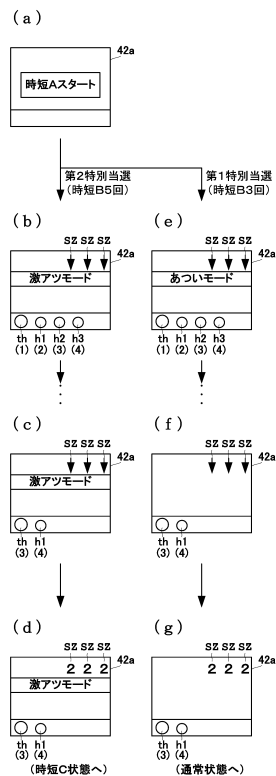 (a)
42a
時短Aスタート
第2特別当選
(時短B5回)
第1特別当選
(時短B3回)
(b)
SZ SZ SZ
42a
激アツモード
th h1 h2 h3
(1) (2) (3) (4)
(e)
SZ SZ SZ
42a
あついモード
th h1 h2 h3
(1) (2) (3) (4)
(c)
SZ SZ SZ
42a
激アツモード
th h1
(3) (4)
(f)
SZ SZ SZ
42a
th h1
(3) (4)
(d)
SZ SZ SZ
2 2 2
42a
激アツモード
th h1
(3) (4)
(時短C状態へ)
(g)
SZ SZ SZ
2 2 2
42a
th h1
(3) (4)
(通常状態へ)